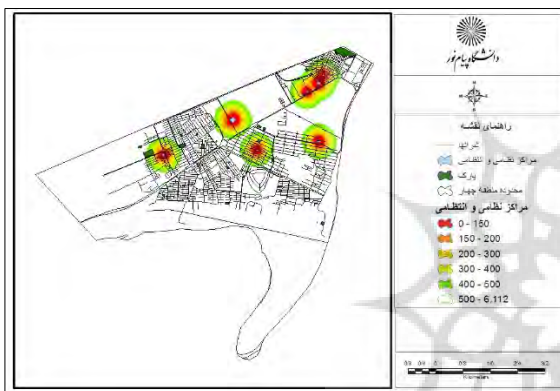 دانشگاه پیام نور
راهنمای نقشه
مراکز نظامی و انتظامی
پارک
محدوده منطقه چهار
مراکز نظامی و انتظامی
0 - 150
150 - 200
200 - 300
300 - 400
400 - 500
500 - 6.112
Kilometers